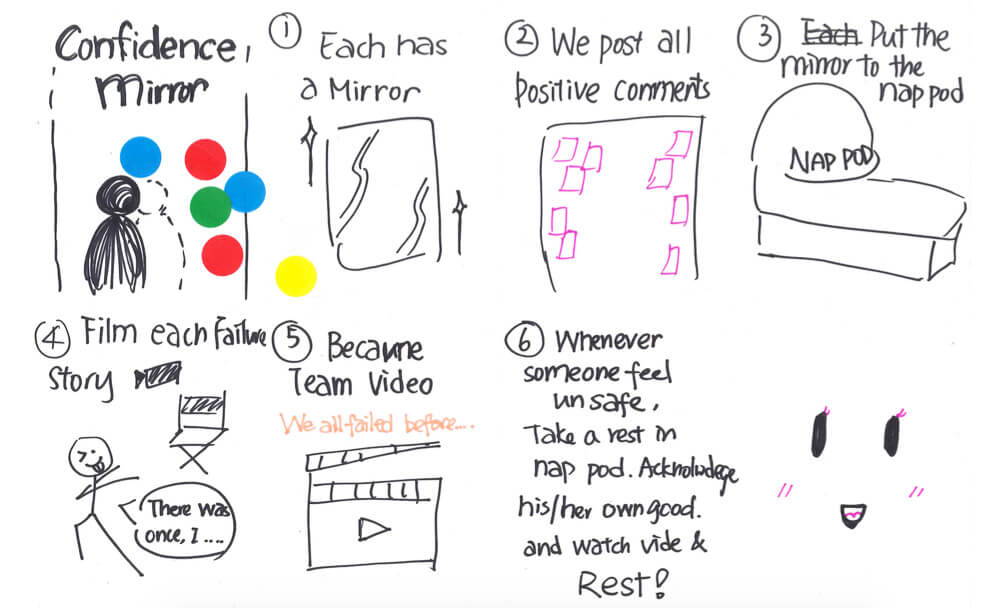 Confidence
Mirror
① Each has
a Mirror
② We post all
Positive comments
③ Each Put the
mirror to the
nap pod
NAP POD
④ Film each failure
story
There was
once, I ....
⑤ Became
Team Video
We all failed before....
⑥ Whenever
someone feel
unsafe,
Take a rest in
nap pod. Acknolwdege
his/her own good.
and watch vide &
Rest!